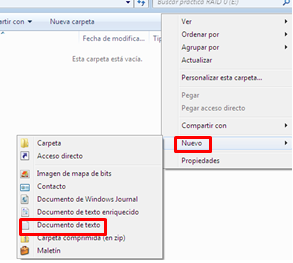 Buscar práctico RAID 0 (E:)
artir con
Nueva carpeta
Fecha de modifica...
Tip
Esta carpeta está vacía.
Ver
Ordenar por
Agrupar por
Actualizar
Personalizar esta carpeta...
Pegar
Pegar acceso directo
Compartir con
Nuevo
Propiedades
Carpeta
Acceso directo
Imagen de mapa de bits
Contacto
Documento de Windows Journal
Documento de texto enriquecido
Documento de texto
Carpeta comprimida (en zip)
Maletín